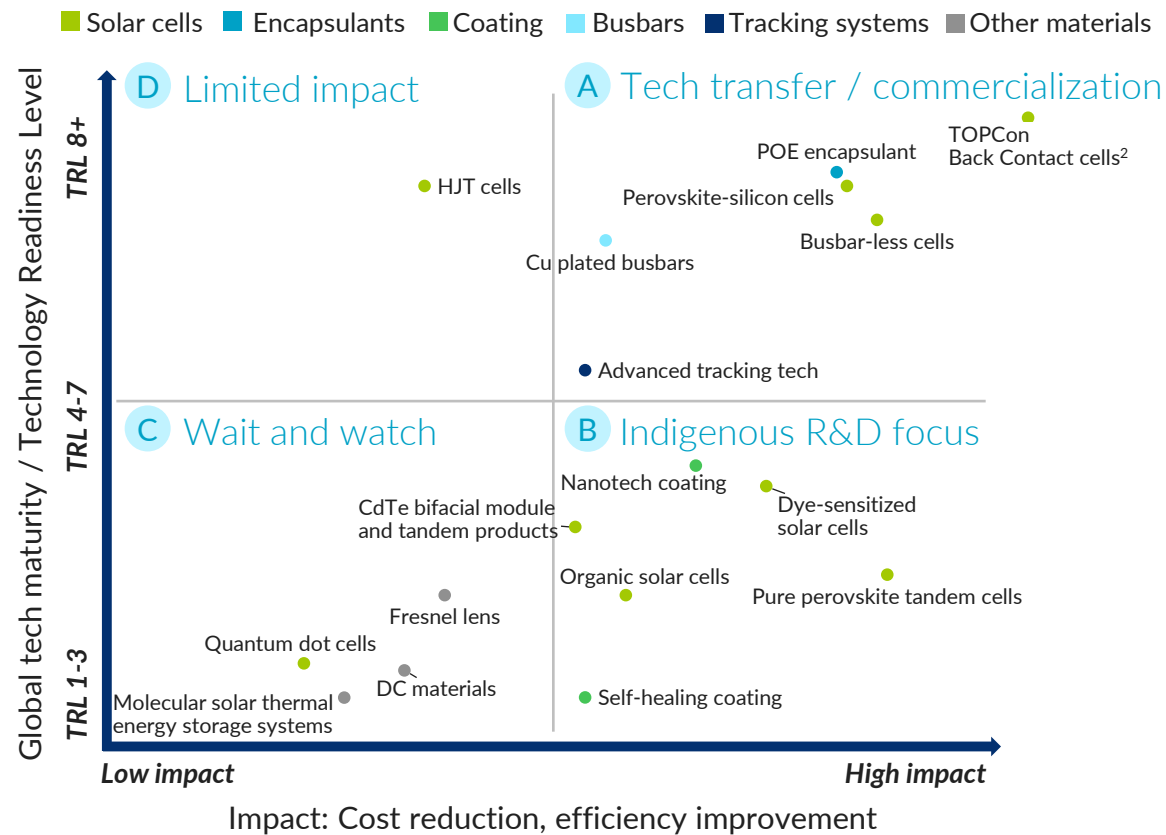 Solar cells
Encapsulants
Coating
Busbars
Tracking systems
Other materials
Global tech maturity / Technology Readiness Level
TRL 8+
TRL 4-7
TRL 1-3
D Limited impact
HJT cells
A Tech transfer / commercialization
TOPCon
Back Contact cells²
POE encapsulant
Perovskite-silicon cells
Busbar-less cells
Cu plated busbars
Advanced tracking tech
C Wait and watch
CdTe bifacial module
and tandem products
Fresnel lens
Quantum dot cells
DC materials
Molecular solar thermal
energy storage systems
B Indigenous R&D focus
Nanotech coating
Dye-sensitized
solar cells
Organic solar cells
Pure perovskite tandem cells
Self-healing coating
Low impact
High impact
Impact: Cost reduction, efficiency improvement